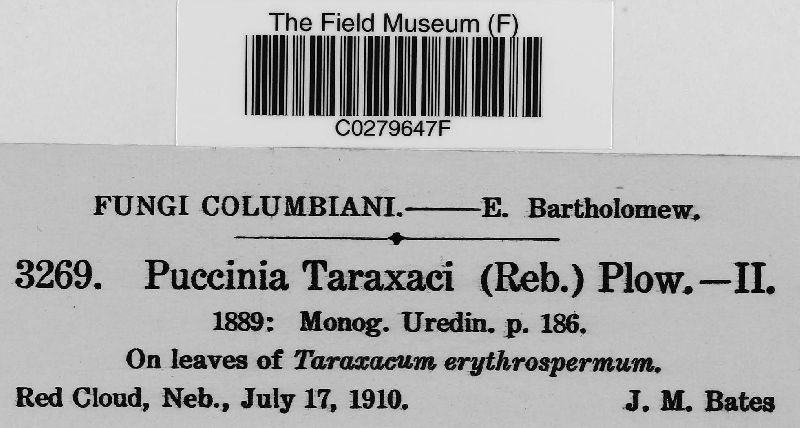 The Field Museum (F)
C0279647F
FUNGI COLUMBIANI.——E. Bartholomew.
3269. Puccinia Taraxaci (Reb.) Plow.—II.
1889: Monog. Uredin. p. 186.
On leaves of Taraxacum erythrospermum.
Red Cloud, Neb., July 17, 1910. J. M. Bates